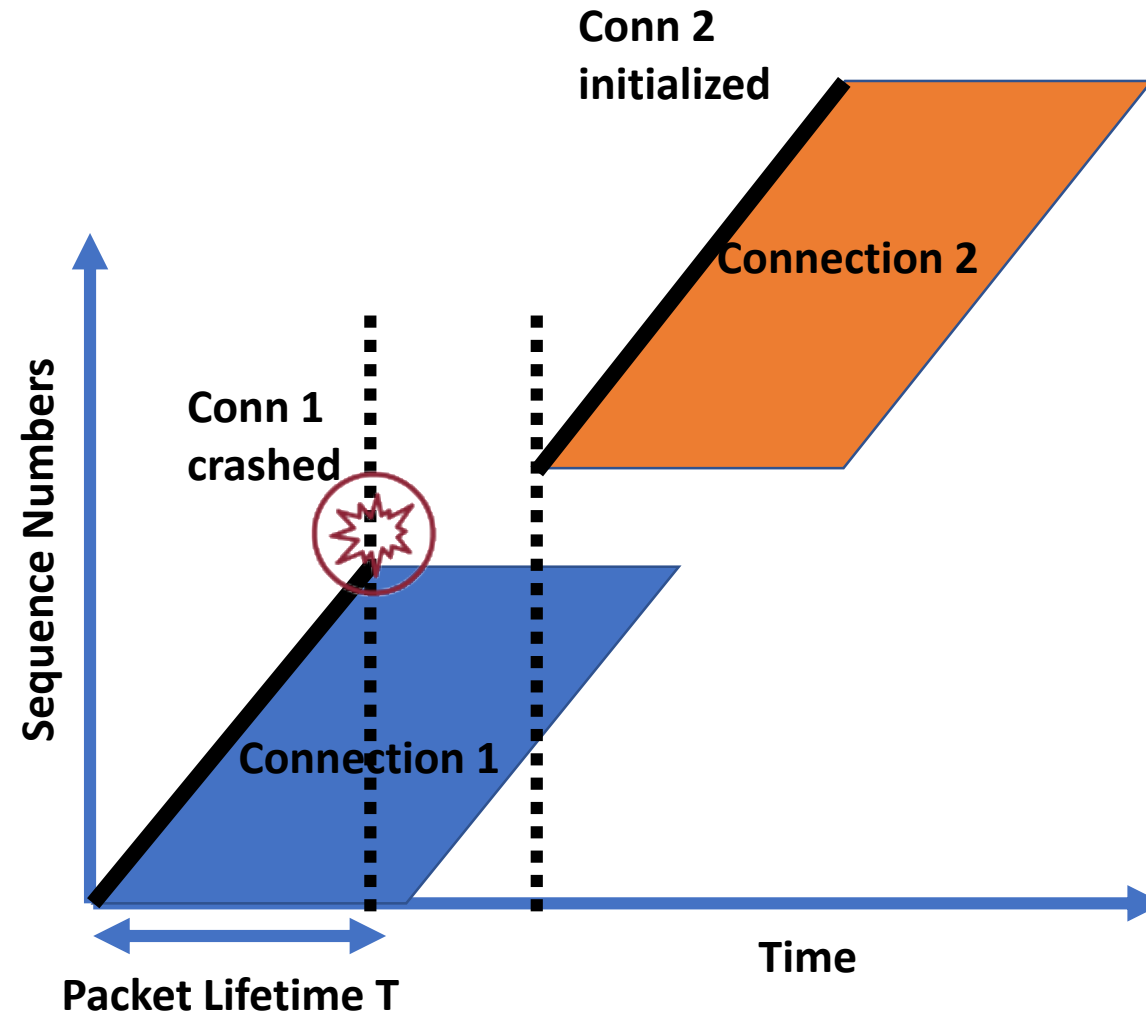 Conn 2
initialized
Connection 2
Conn 1
crashed
Sequence Numbers
Connection 1
Time
Packet Lifetime T